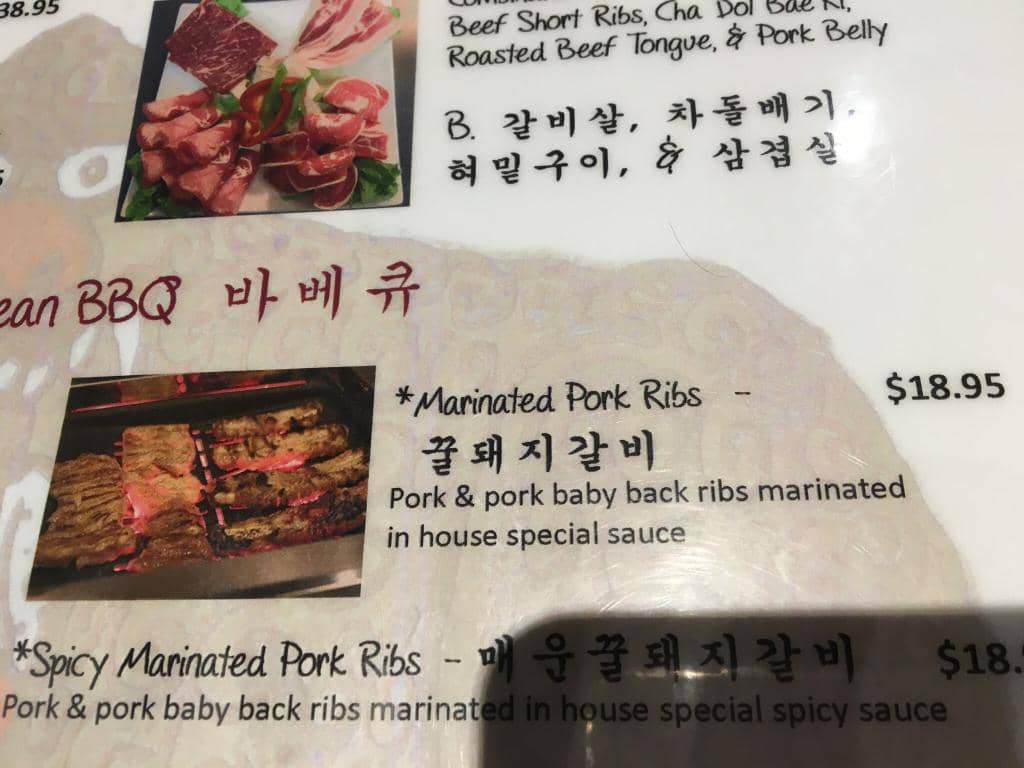 38.95
Beef Short Ribs, Cha Dol Bae Ki,
Roasted Beef Tongue, & Pork Belly
B. 갈비살, 차돌배기,
혀밑구이, & 삼겹살
BBQ 바베큐
*Marinated Pork Ribs - $18.95
꿀돼지갈비
Pork & pork baby back ribs marinated
in house special sauce
*Spicy Marinated Pork Ribs - 매운꿀돼지갈비 $18.
Pork & pork baby back ribs marinated in house special spicy sauce